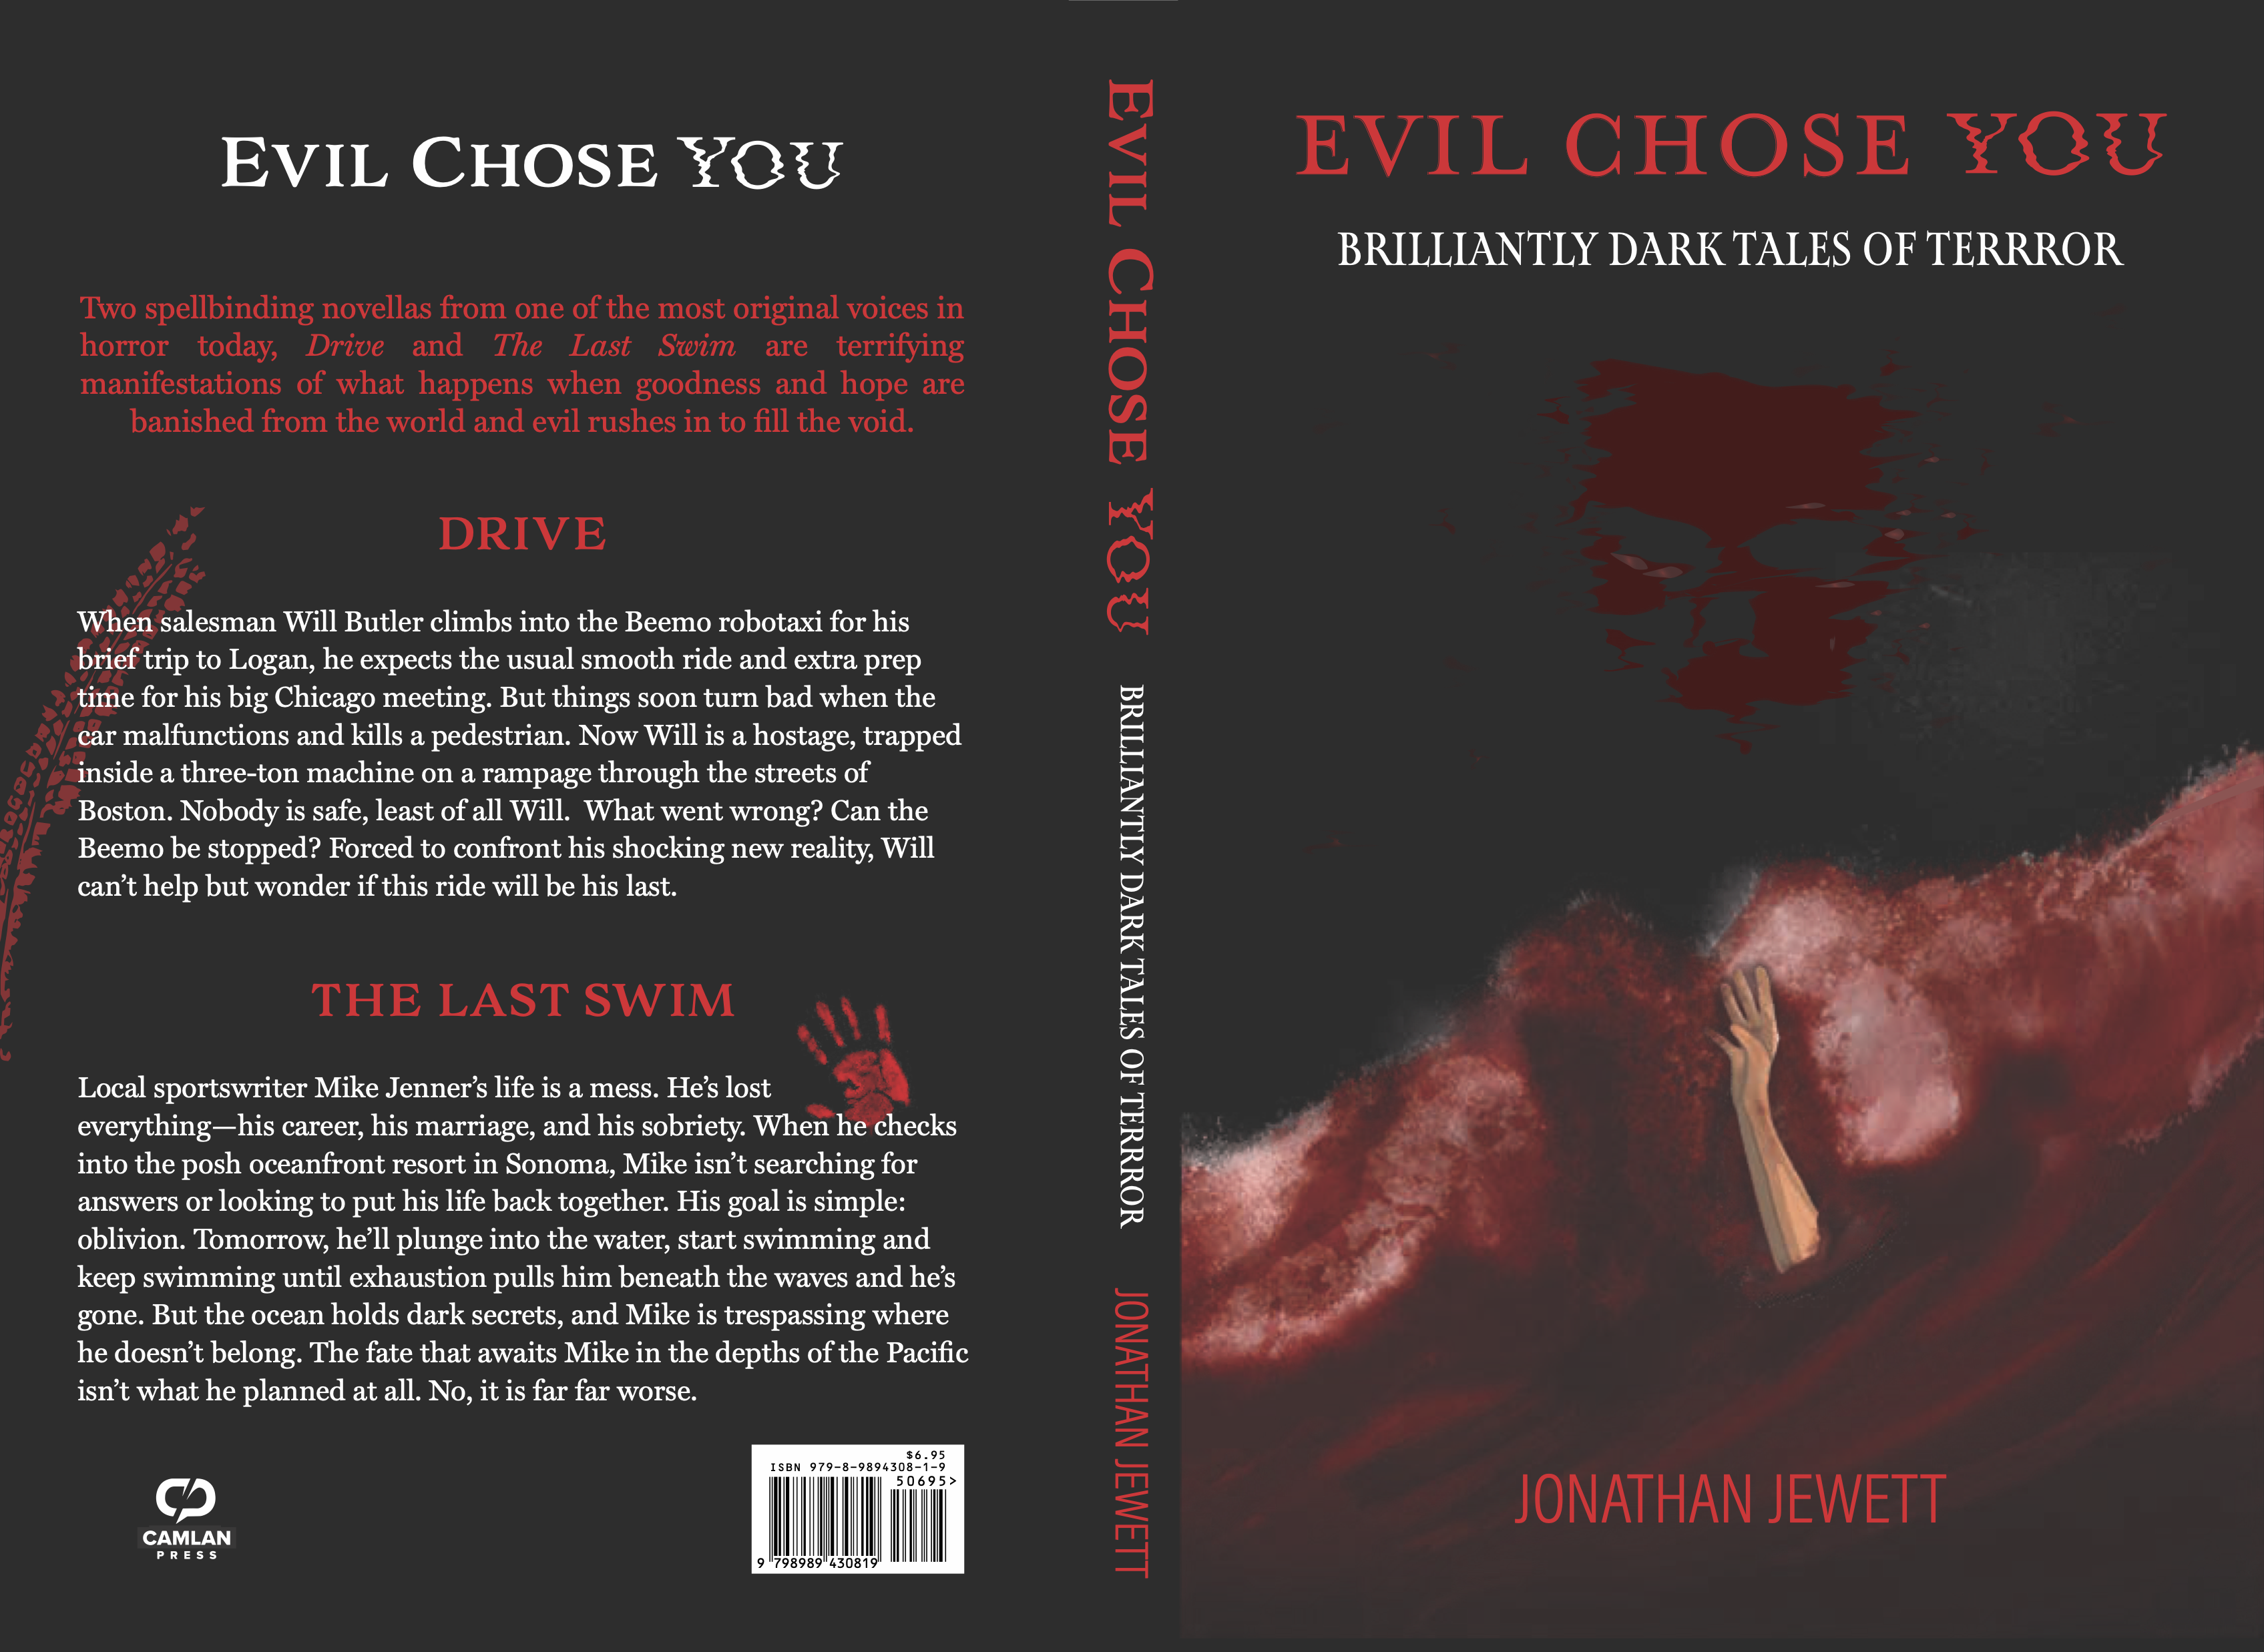 EVIL CHOSE YOU
Two spellbinding novellas from one of the most original voices in
horror today, Drive and The Last Swim are terrifying
manifestations of what happens when goodness and hope are
banished from the world and evil rushes in to fill the void.
DRIVE
When salesman Will Butler climbs into the Beemo robotaxi for his
brief trip to Logan, he expects the usual smooth ride and extra prep
time for his big Chicago meeting. But things soon turn bad when the
car malfunctions and kills a pedestrian. Now Will is a hostage, trapped
inside a three-ton machine on a rampage through the streets of
Boston. Nobody is safe, least of all Will.  What went wrong? Can the
Beemo be stopped? Forced to confront his shocking new reality, Will
can’t help but wonder if this ride will be his last.
THE LAST SWIM
Local sportswriter Mike Jenner’s life is a mess. He’s lost
everything—his career, his marriage, and his sobriety. When he checks
into the posh oceanfront resort in Sonoma, Mike isn’t searching for
answers or looking to put his life back together. His goal is simple:
oblivion. Tomorrow, he’ll plunge into the water, start swimming and
keep swimming until exhaustion pulls him beneath the waves and he’s
gone. But the ocean holds dark secrets, and Mike is trespassing where
he doesn’t belong. The fate that awaits Mike in the depths of the Pacific
isn’t what he planned at all. No, it is far far worse.
CAMLAN
PRESS
$6.95
ISBN 979-8-9894308-1-9
50695>
9 798989 430819
EVIL CHOSE YOU
BRILLIANTLY DARK TALES OF TERRROR
JONATHAN JEWETT
EVIL CHOSE YOU
BRILLIANTLY DARK TALES OF TERRROR
JONATHAN JEWETT